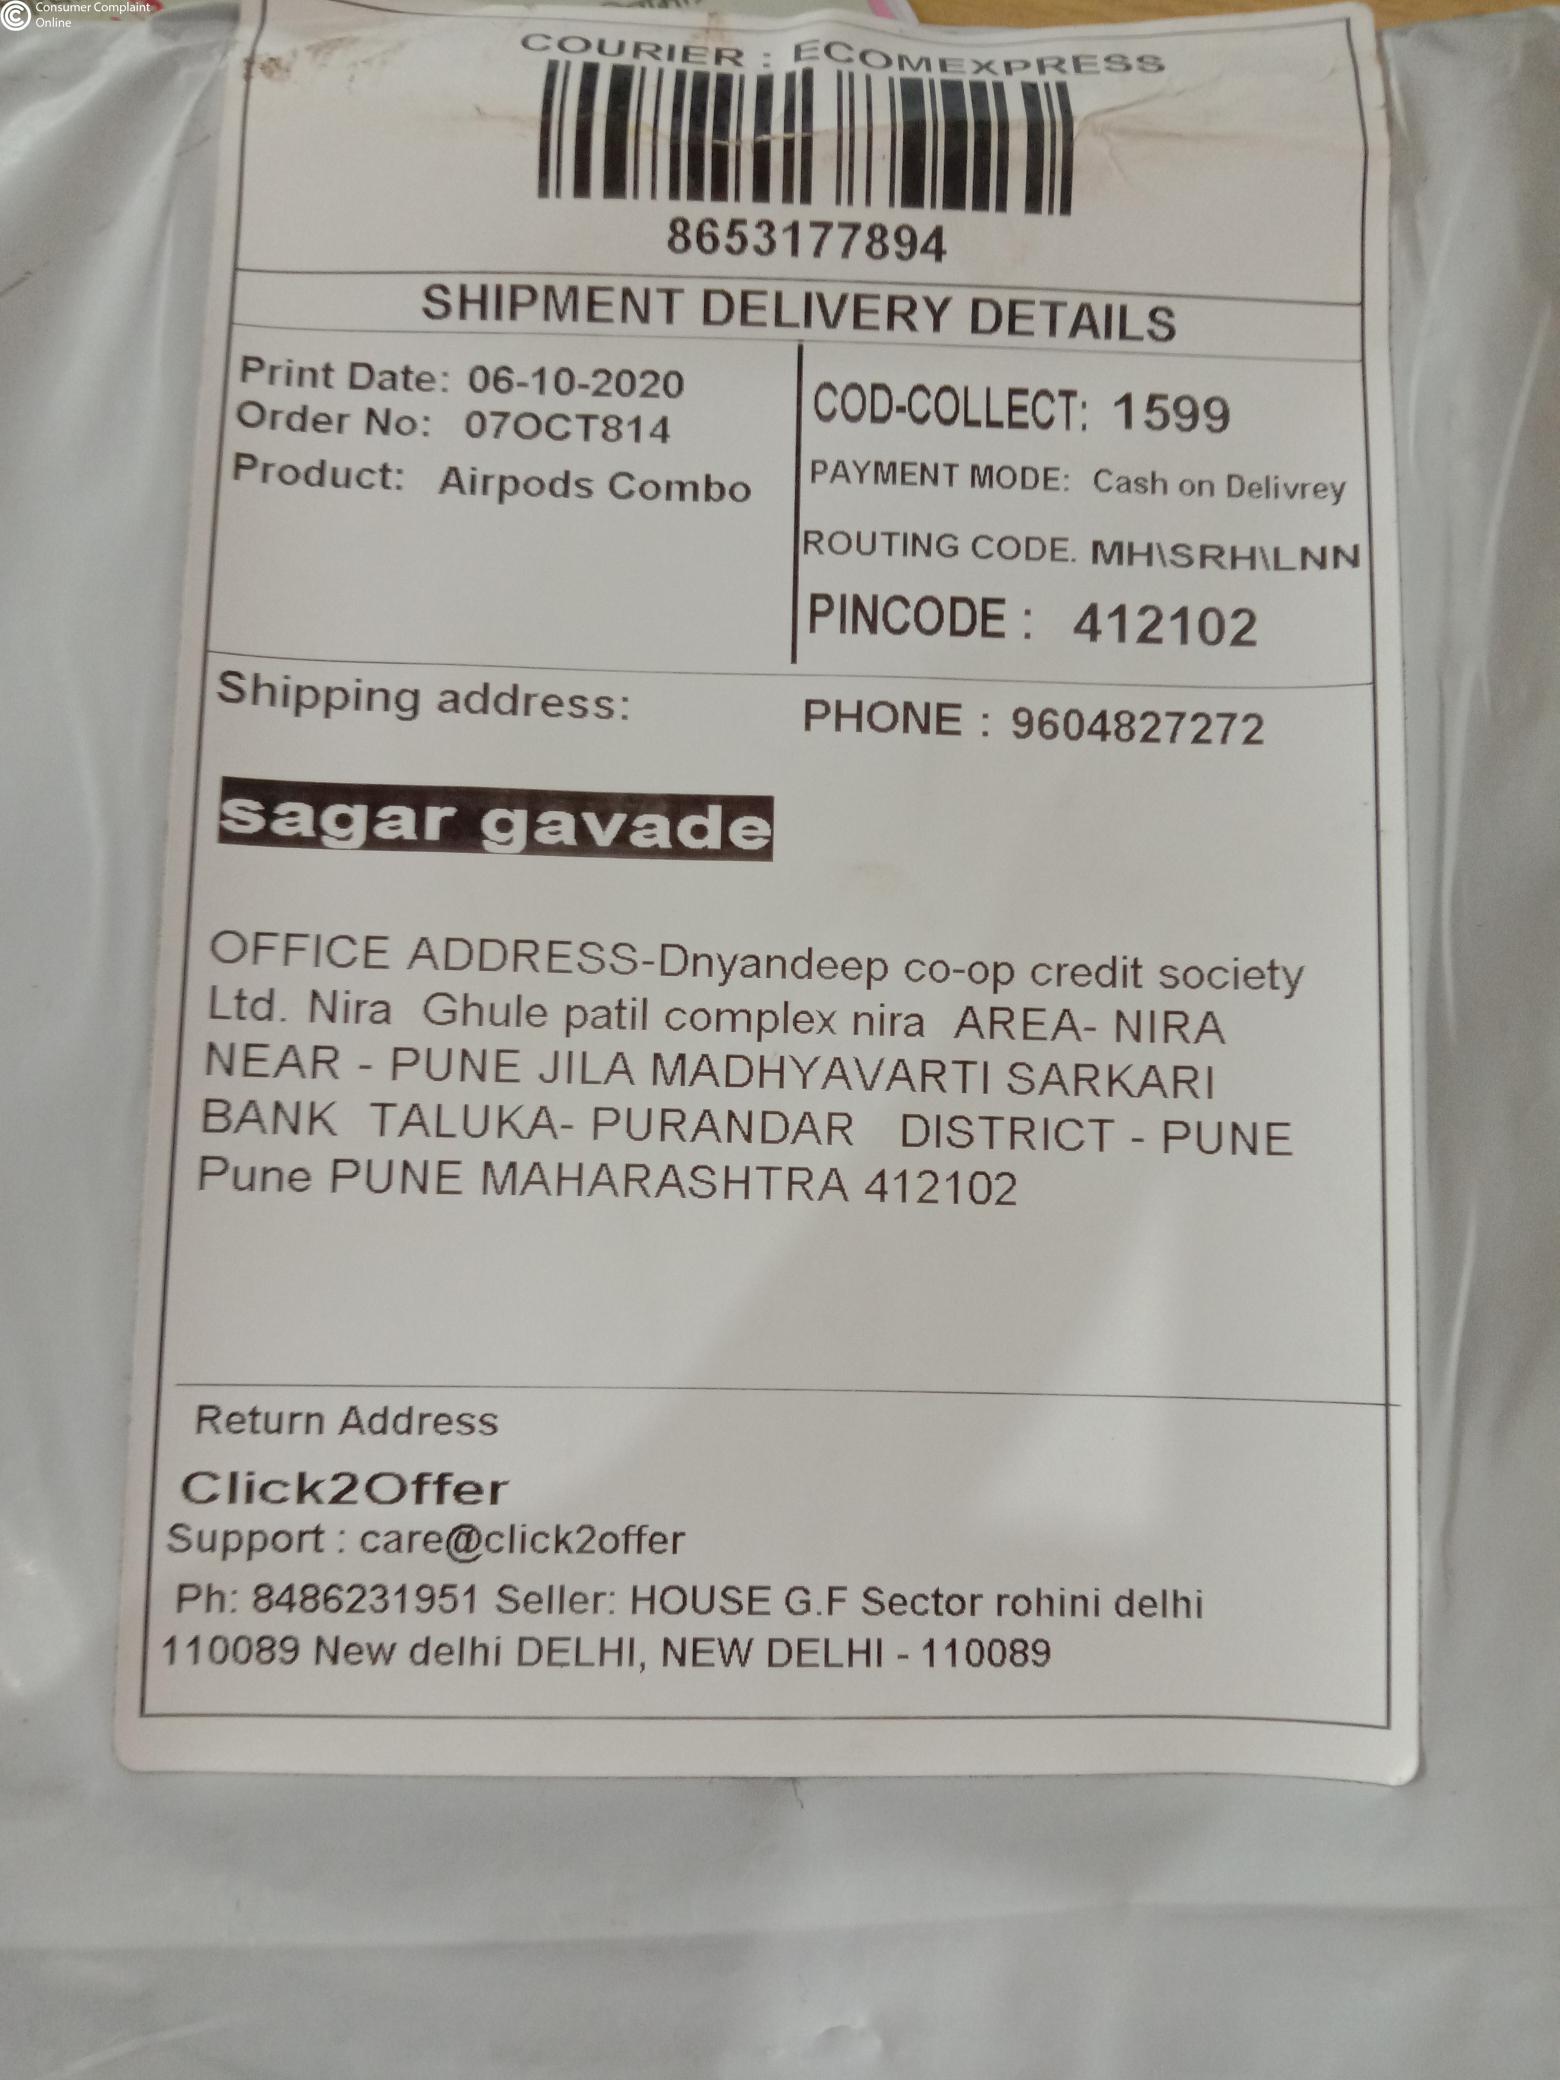 Consumer Complaint
Online
COURIER : ECOMEXPRESS
8653177894
SHIPMENT DELIVERY DETAILS
Print Date: 06-10-2020
Order No: 07OCT814
Product: Airpods Combo
COD-COLLECT: 1599
PAYMENT MODE: Cash on Delivrey
ROUTING CODE. MH\SRH\LNN
PINCODE : 412102
Shipping address:
PHONE : 9604827272
sagar gavade
OFFICE ADDRESS-Dnyandeep co-op credit society
Ltd. Nira Ghule patil complex nira AREA- NIRA
NEAR - PUNE JILA MADHYAVARTI SARKARI
BANK TALUKA- PURANDAR DISTRICT - PUNE
Pune PUNE MAHARASHTRA 412102
Return Address
Click2Offer
Support : care@click2offer
Ph: 8486231951 Seller: HOUSE G.F Sector rohini delhi
110089 New delhi DELHI, NEW DELHI - 110089